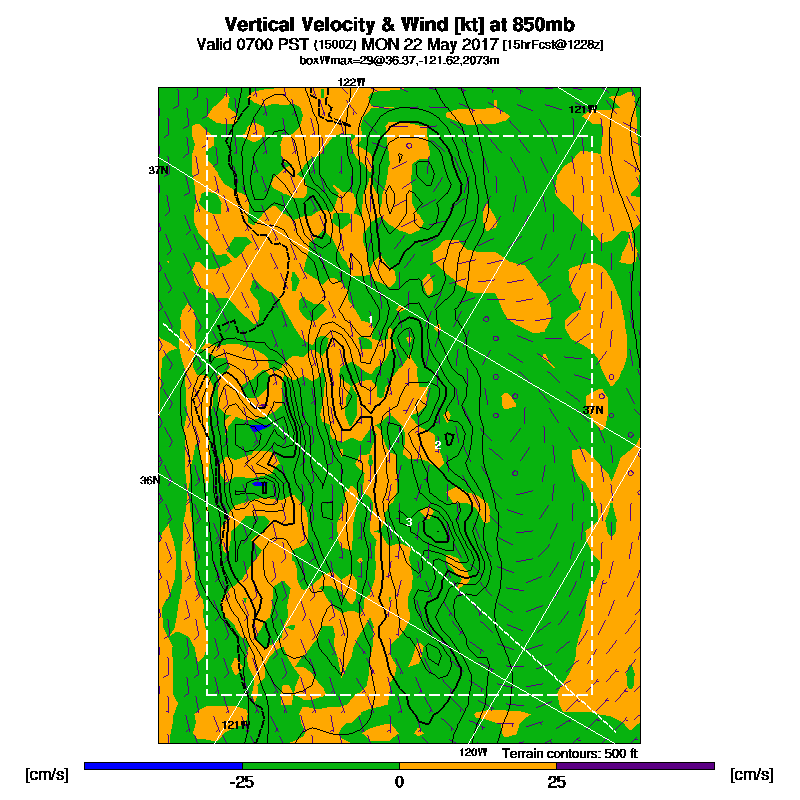 Vertical Velocity & Wind [kt] at 850mb
Valid 0700 PST (1500Z) MON 22 May 2017 [15hrFcst@1228z]
boxWmax=29@36.37,-121.62,2073m
122W
121W
37N
1
37N
2
36N
3
121W
120W
Terrain contours: 500 ft
[cm/s] -25 0 25 [cm/s]